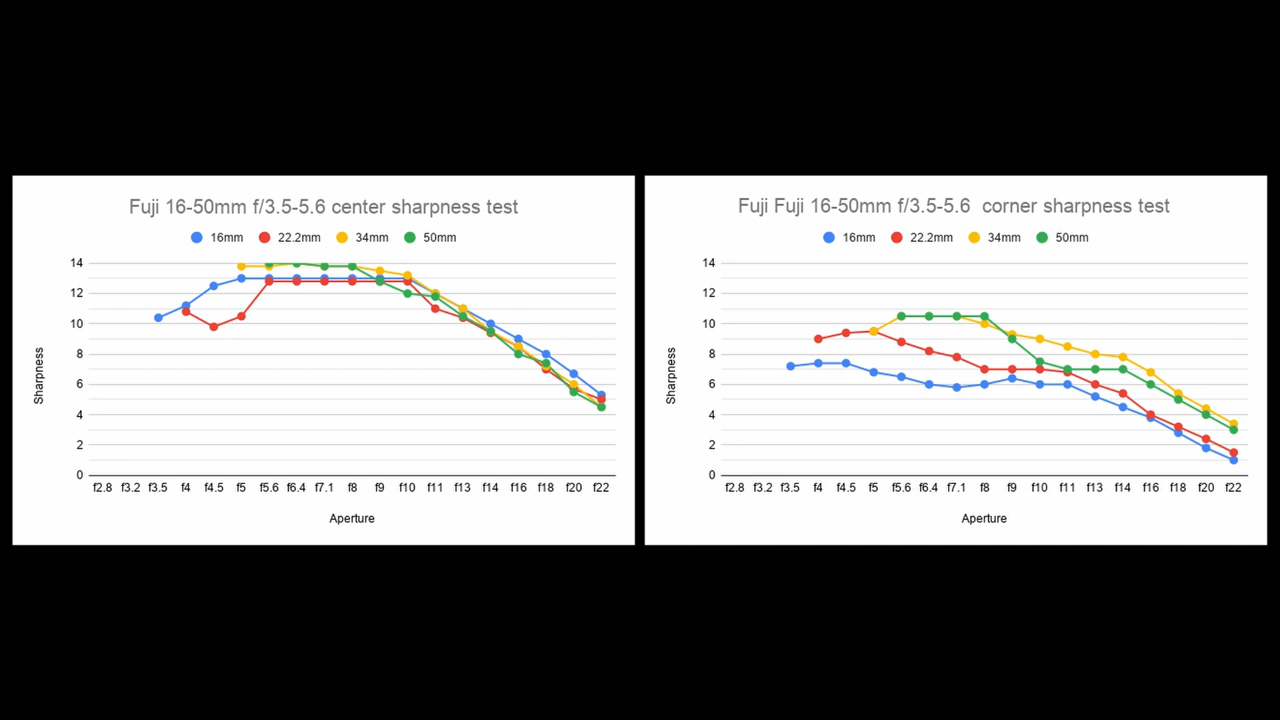 Fuji 16-50mm f/3.5-5.6 center sharpness test
16mm 22.2mm 34mm 50mm
14
12
10
8
6
4
2
0
Sharpness
f2.8 f3.2 f3.5 f4 f4.5 f5 f5.6 f6.4 f7.1 f8 f9 f10 f11 f13 f14 f16 f18 f20 f22
Aperture
Fuji Fuji 16-50mm f/3.5-5.6 corner sharpness test
16mm 22.2mm 34mm 50mm
14
12
10
8
6
4
2
0
Sharpness
f2.8 f3.2 f3.5 f4 f4.5 f5 f5.6 f6.4 f7.1 f8 f9 f10 f11 f13 f14 f16 f18 f20 f22
Aperture